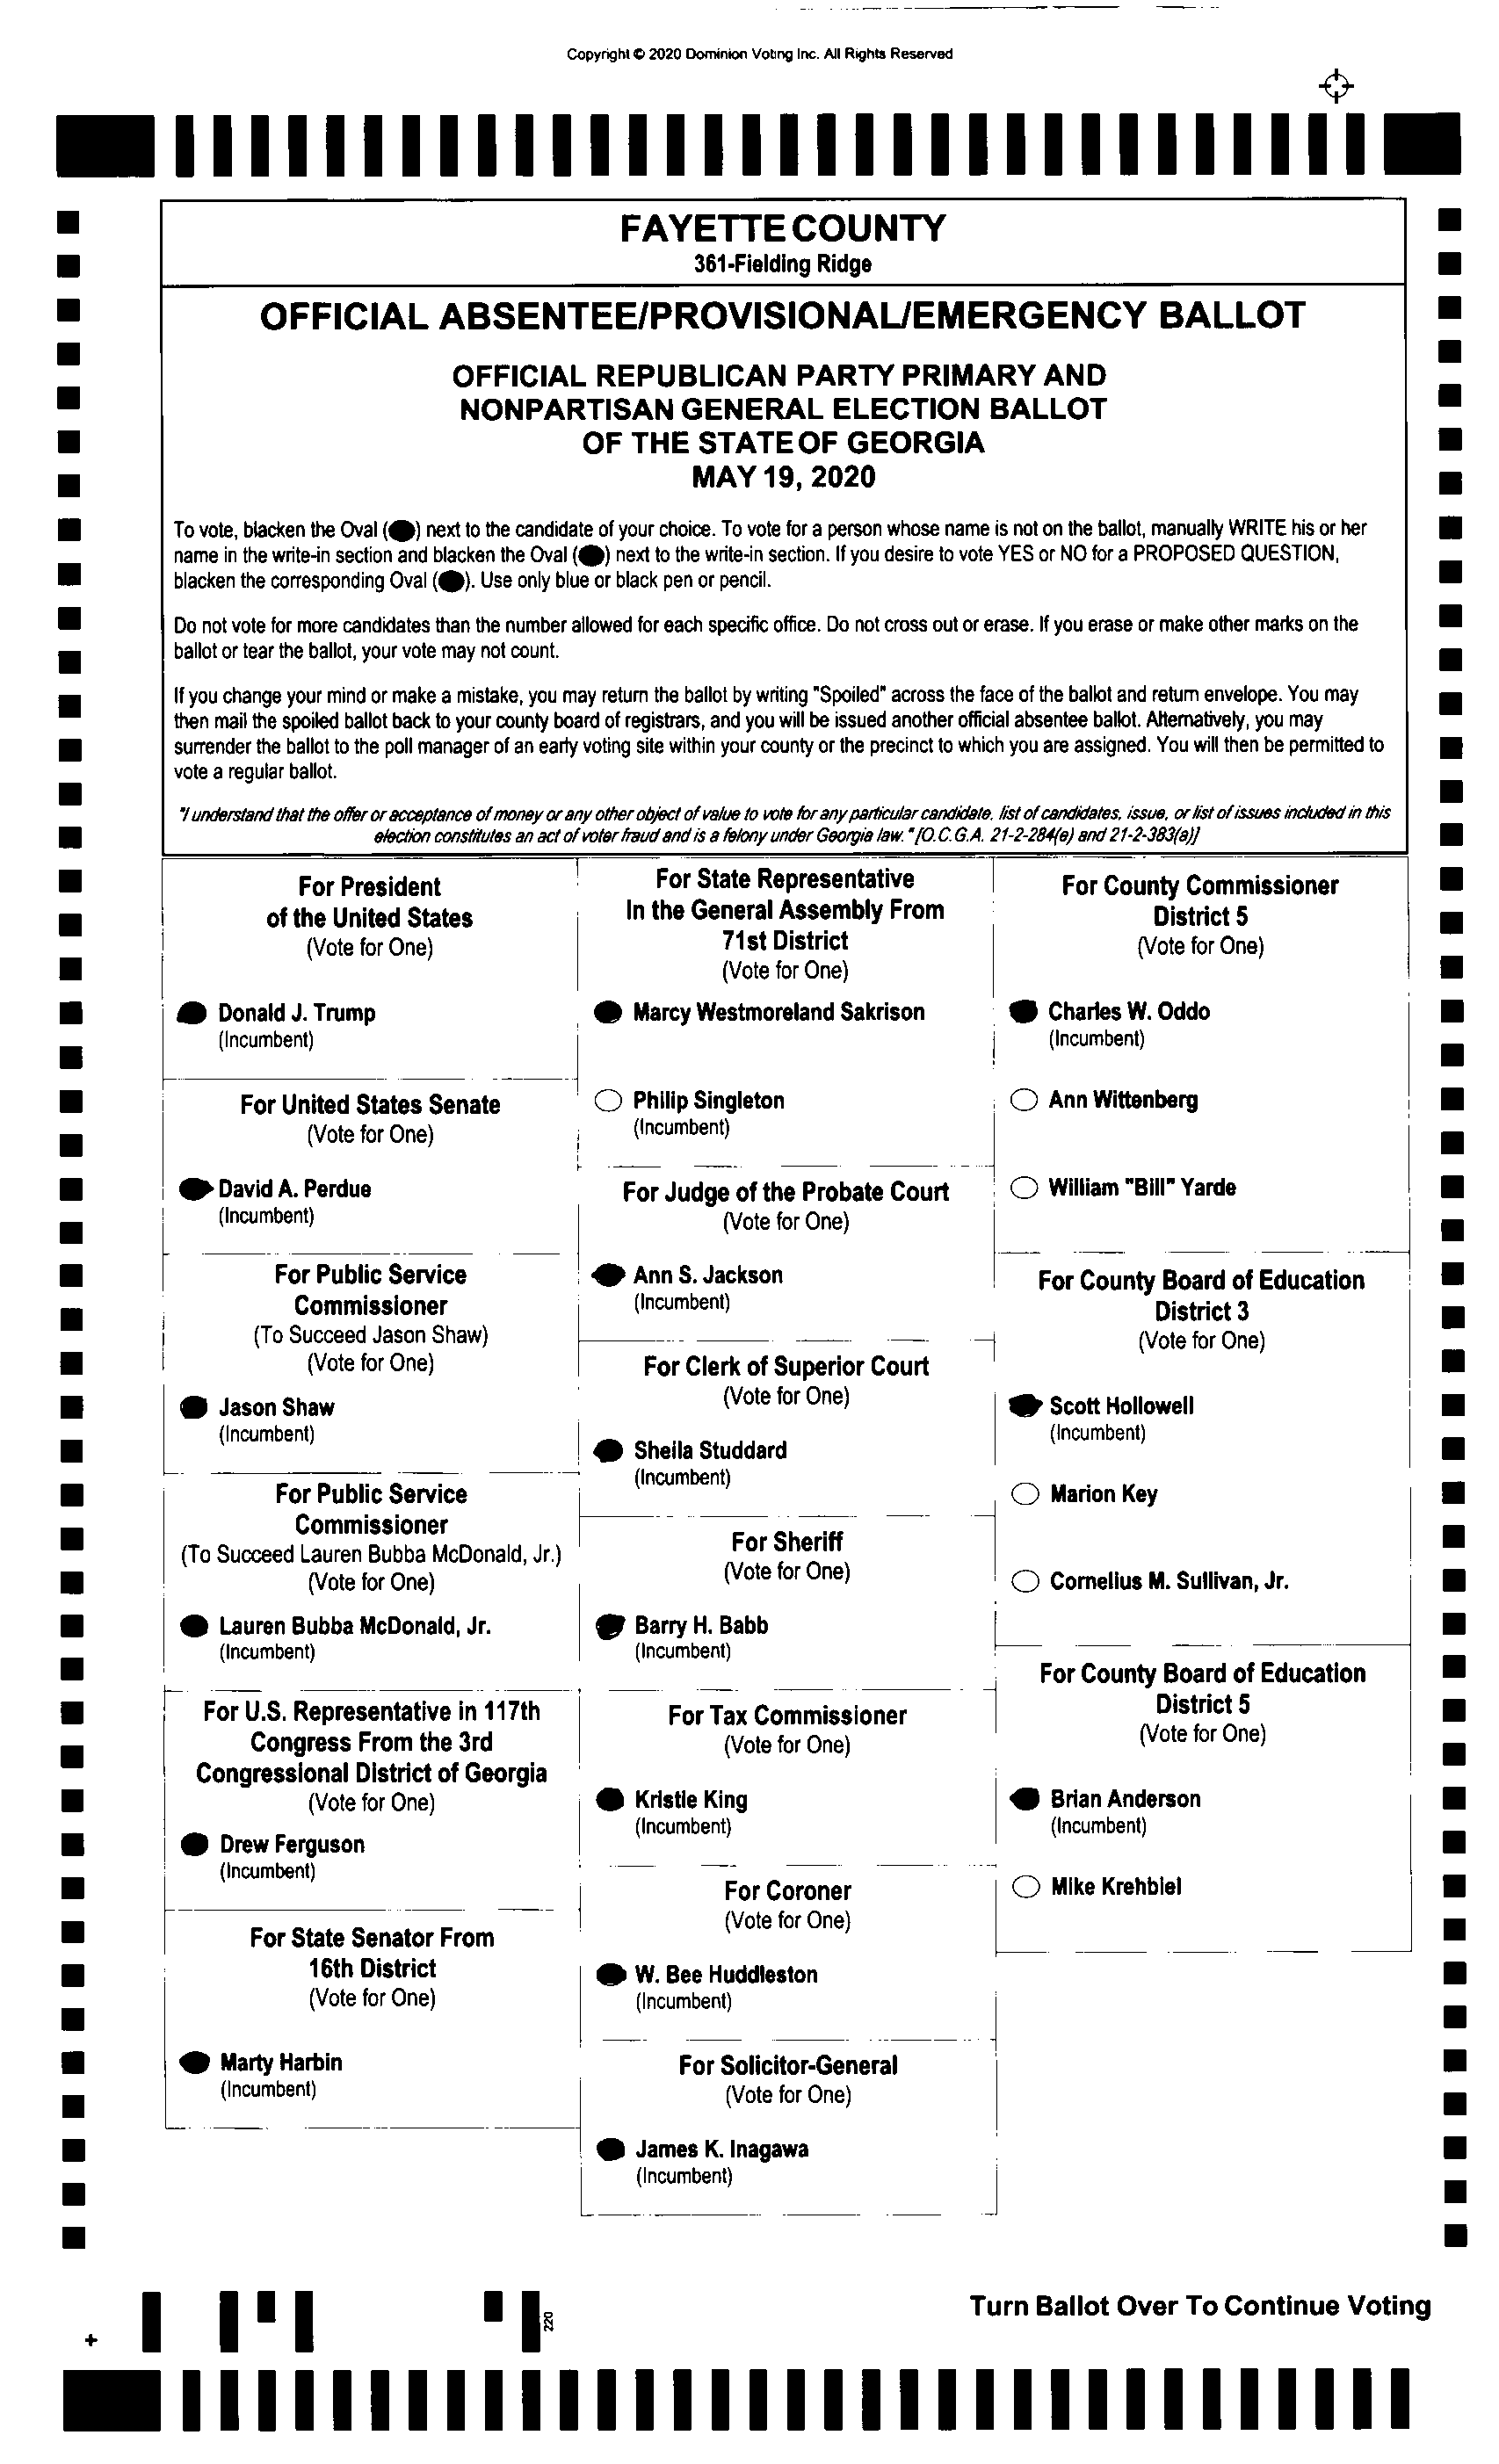 Copyright © 2020 Dominion Voting Inc. All Rights Reserved
FAYETTE COUNTY
361-Fielding Ridge
OFFICIAL ABSENTEE/PROVISIONAL/EMERGENCY BALLOT
OFFICIAL REPUBLICAN PARTY PRIMARY AND
NONPARTISAN GENERAL ELECTION BALLOT
OF THE STATE OF GEORGIA
MAY 19, 2020
To vote, blacken the Oval () next to the candidate of your choice. To vote for a person whose name is not on the ballot, manually WRITE his or her
name in the write-in section and blacken the Oval () next to the write-in section. If you desire to vote YES or NO for a PROPOSED QUESTION,
blacken the corresponding Oval (). Use only blue or black pen or pencil.
Do not vote for more candidates than the number allowed for each specific office. Do not cross out or erase. If you erase or make other marks on the
ballot or tear the ballot, your vote may not count.
If you change your mind or make a mistake, you may return the ballot by writing "Spoiled" across the face of the ballot and return envelope. You may
then mail the spoiled ballot back to your county board of registrars, and you will be issued another official absentee ballot. Alternatively, you may
surrender the ballot to the poll manager of an early voting site within your county or the precinct to which you are assigned. You will then be permitted to
vote a regular ballot.
"I understand that the offer or acceptance of money or any other object of value to vote for any particular candidate, list of candidates, issue, or list of issues included in this
election constitutes an act of voter fraud and is a felony under Georgia law." [O.C.G.A. 21-2-284(e) and 21-2-383(a)]
For President
of the United States
(Vote for One)
Donald J. Trump
(Incumbent)
For United States Senate
(Vote for One)
David A. Perdue
(Incumbent)
For Public Service
Commissioner
(To Succeed Jason Shaw)
(Vote for One)
Jason Shaw
(Incumbent)
For Public Service
Commissioner
(To Succeed Lauren Bubba McDonald, Jr.)
(Vote for One)
Lauren Bubba McDonald, Jr.
(Incumbent)
For U.S. Representative in 117th
Congress From the 3rd
Congressional District of Georgia
(Vote for One)
Drew Ferguson
(Incumbent)
For State Senator From
16th District
(Vote for One)
Marty Harbin
(Incumbent)
For State Representative
In the General Assembly From
71st District
(Vote for One)
Marcy Westmoreland Sakrison
Philip Singleton
(Incumbent)
For Judge of the Probate Court
(Vote for One)
Ann S. Jackson
(Incumbent)
For Clerk of Superior Court
(Vote for One)
Sheila Studdard
(Incumbent)
For Sheriff
(Vote for One)
Barry H. Babb
(Incumbent)
For Tax Commissioner
(Vote for One)
Kristie King
(Incumbent)
For Coroner
(Vote for One)
W. Bee Huddleston
(Incumbent)
For Solicitor-General
(Vote for One)
James K. Inagawa
(Incumbent)
For County Commissioner
District 5
(Vote for One)
Charles W. Oddo
(Incumbent)
Ann Wittenberg
William "Bill" Yarde
For County Board of Education
District 3
(Vote for One)
Scott Hollowell
(Incumbent)
Marion Key
Cornelius M. Sullivan, Jr.
For County Board of Education
District 5
(Vote for One)
Brian Anderson
(Incumbent)
Mike Krehbiel
Turn Ballot Over To Continue Voting
220
+